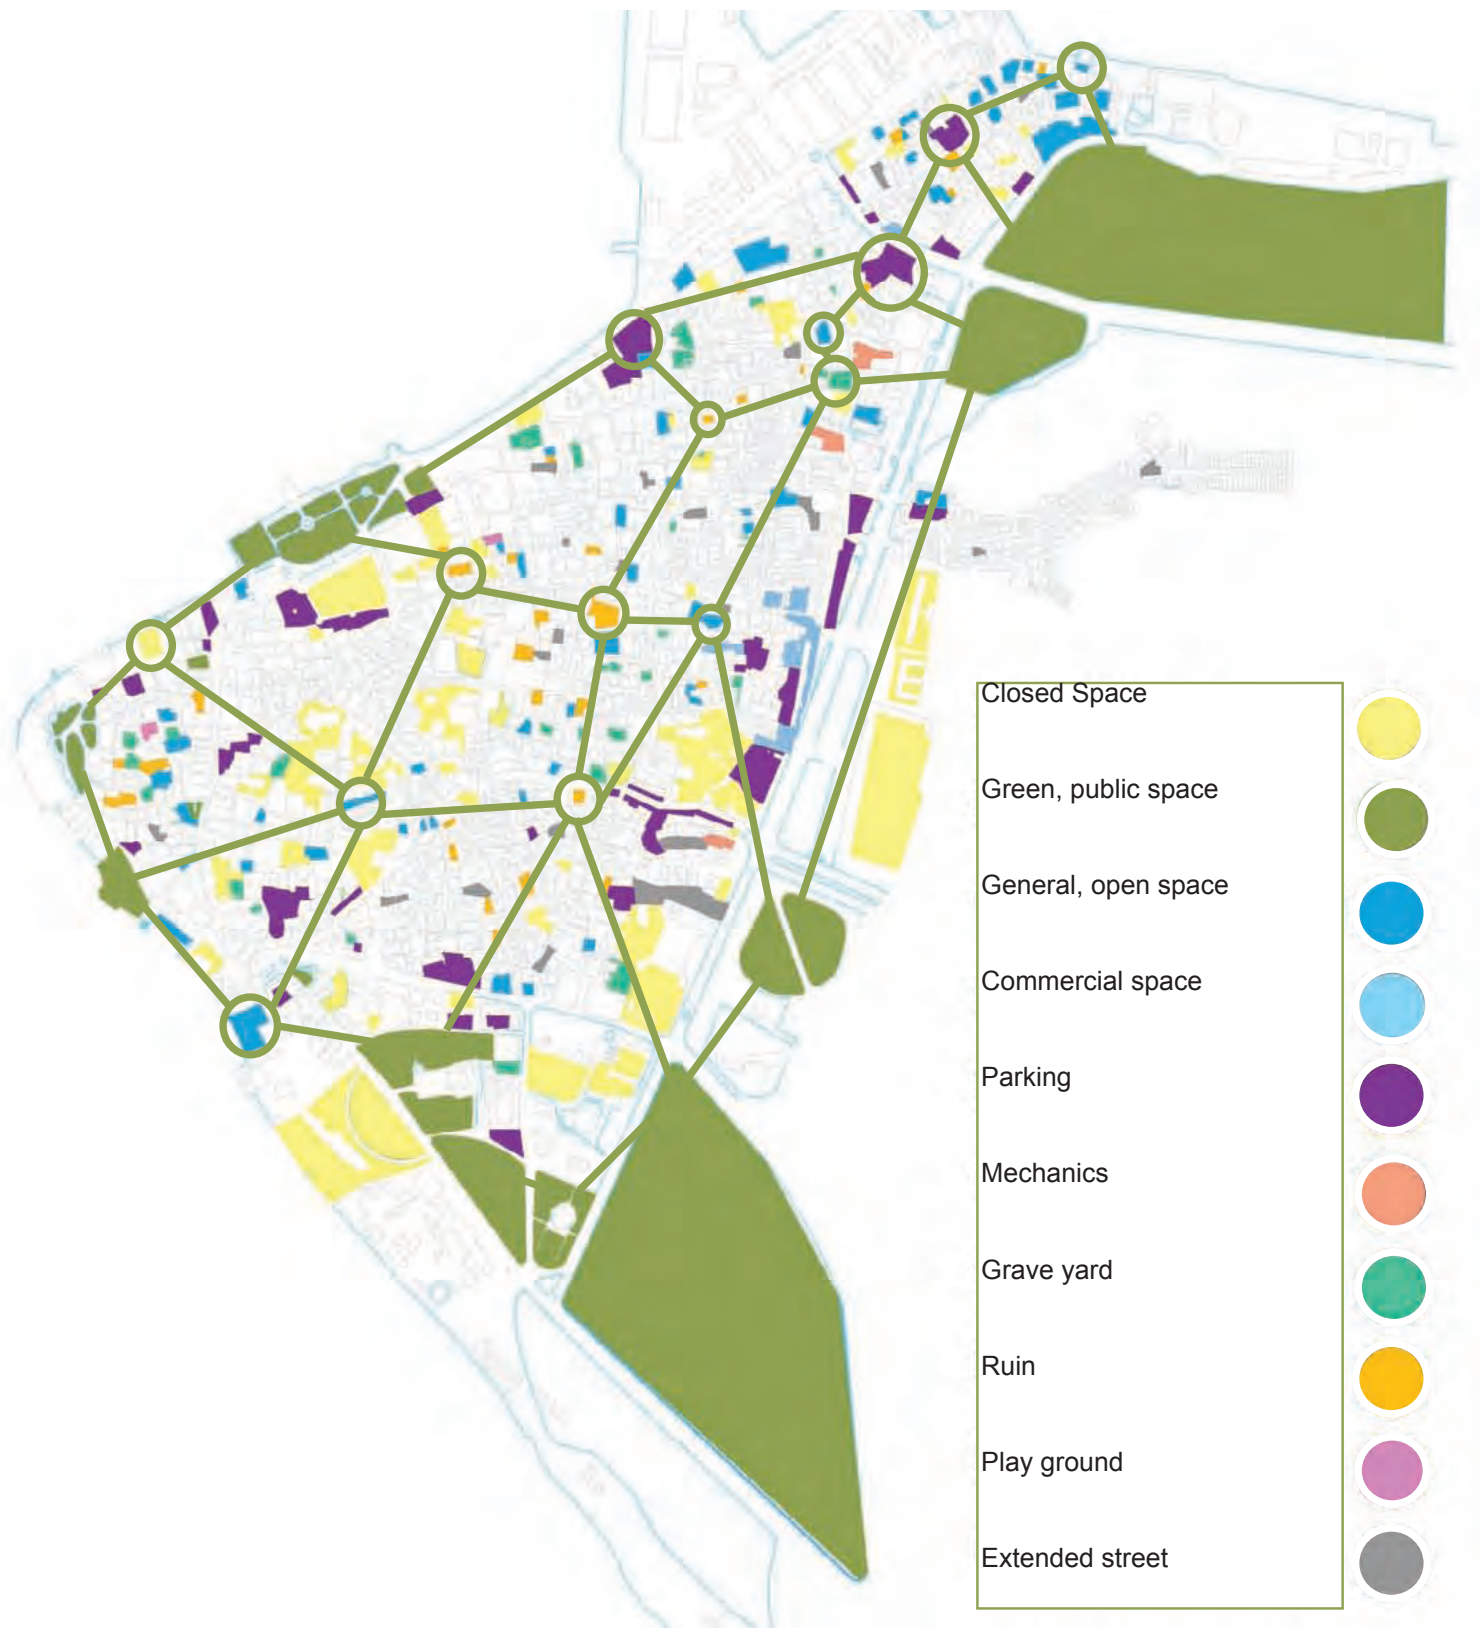 Closed Space
Green, public space
General, open space
Commercial space
Parking
Mechanics
Grave yard
Ruin
Play ground
Extended street